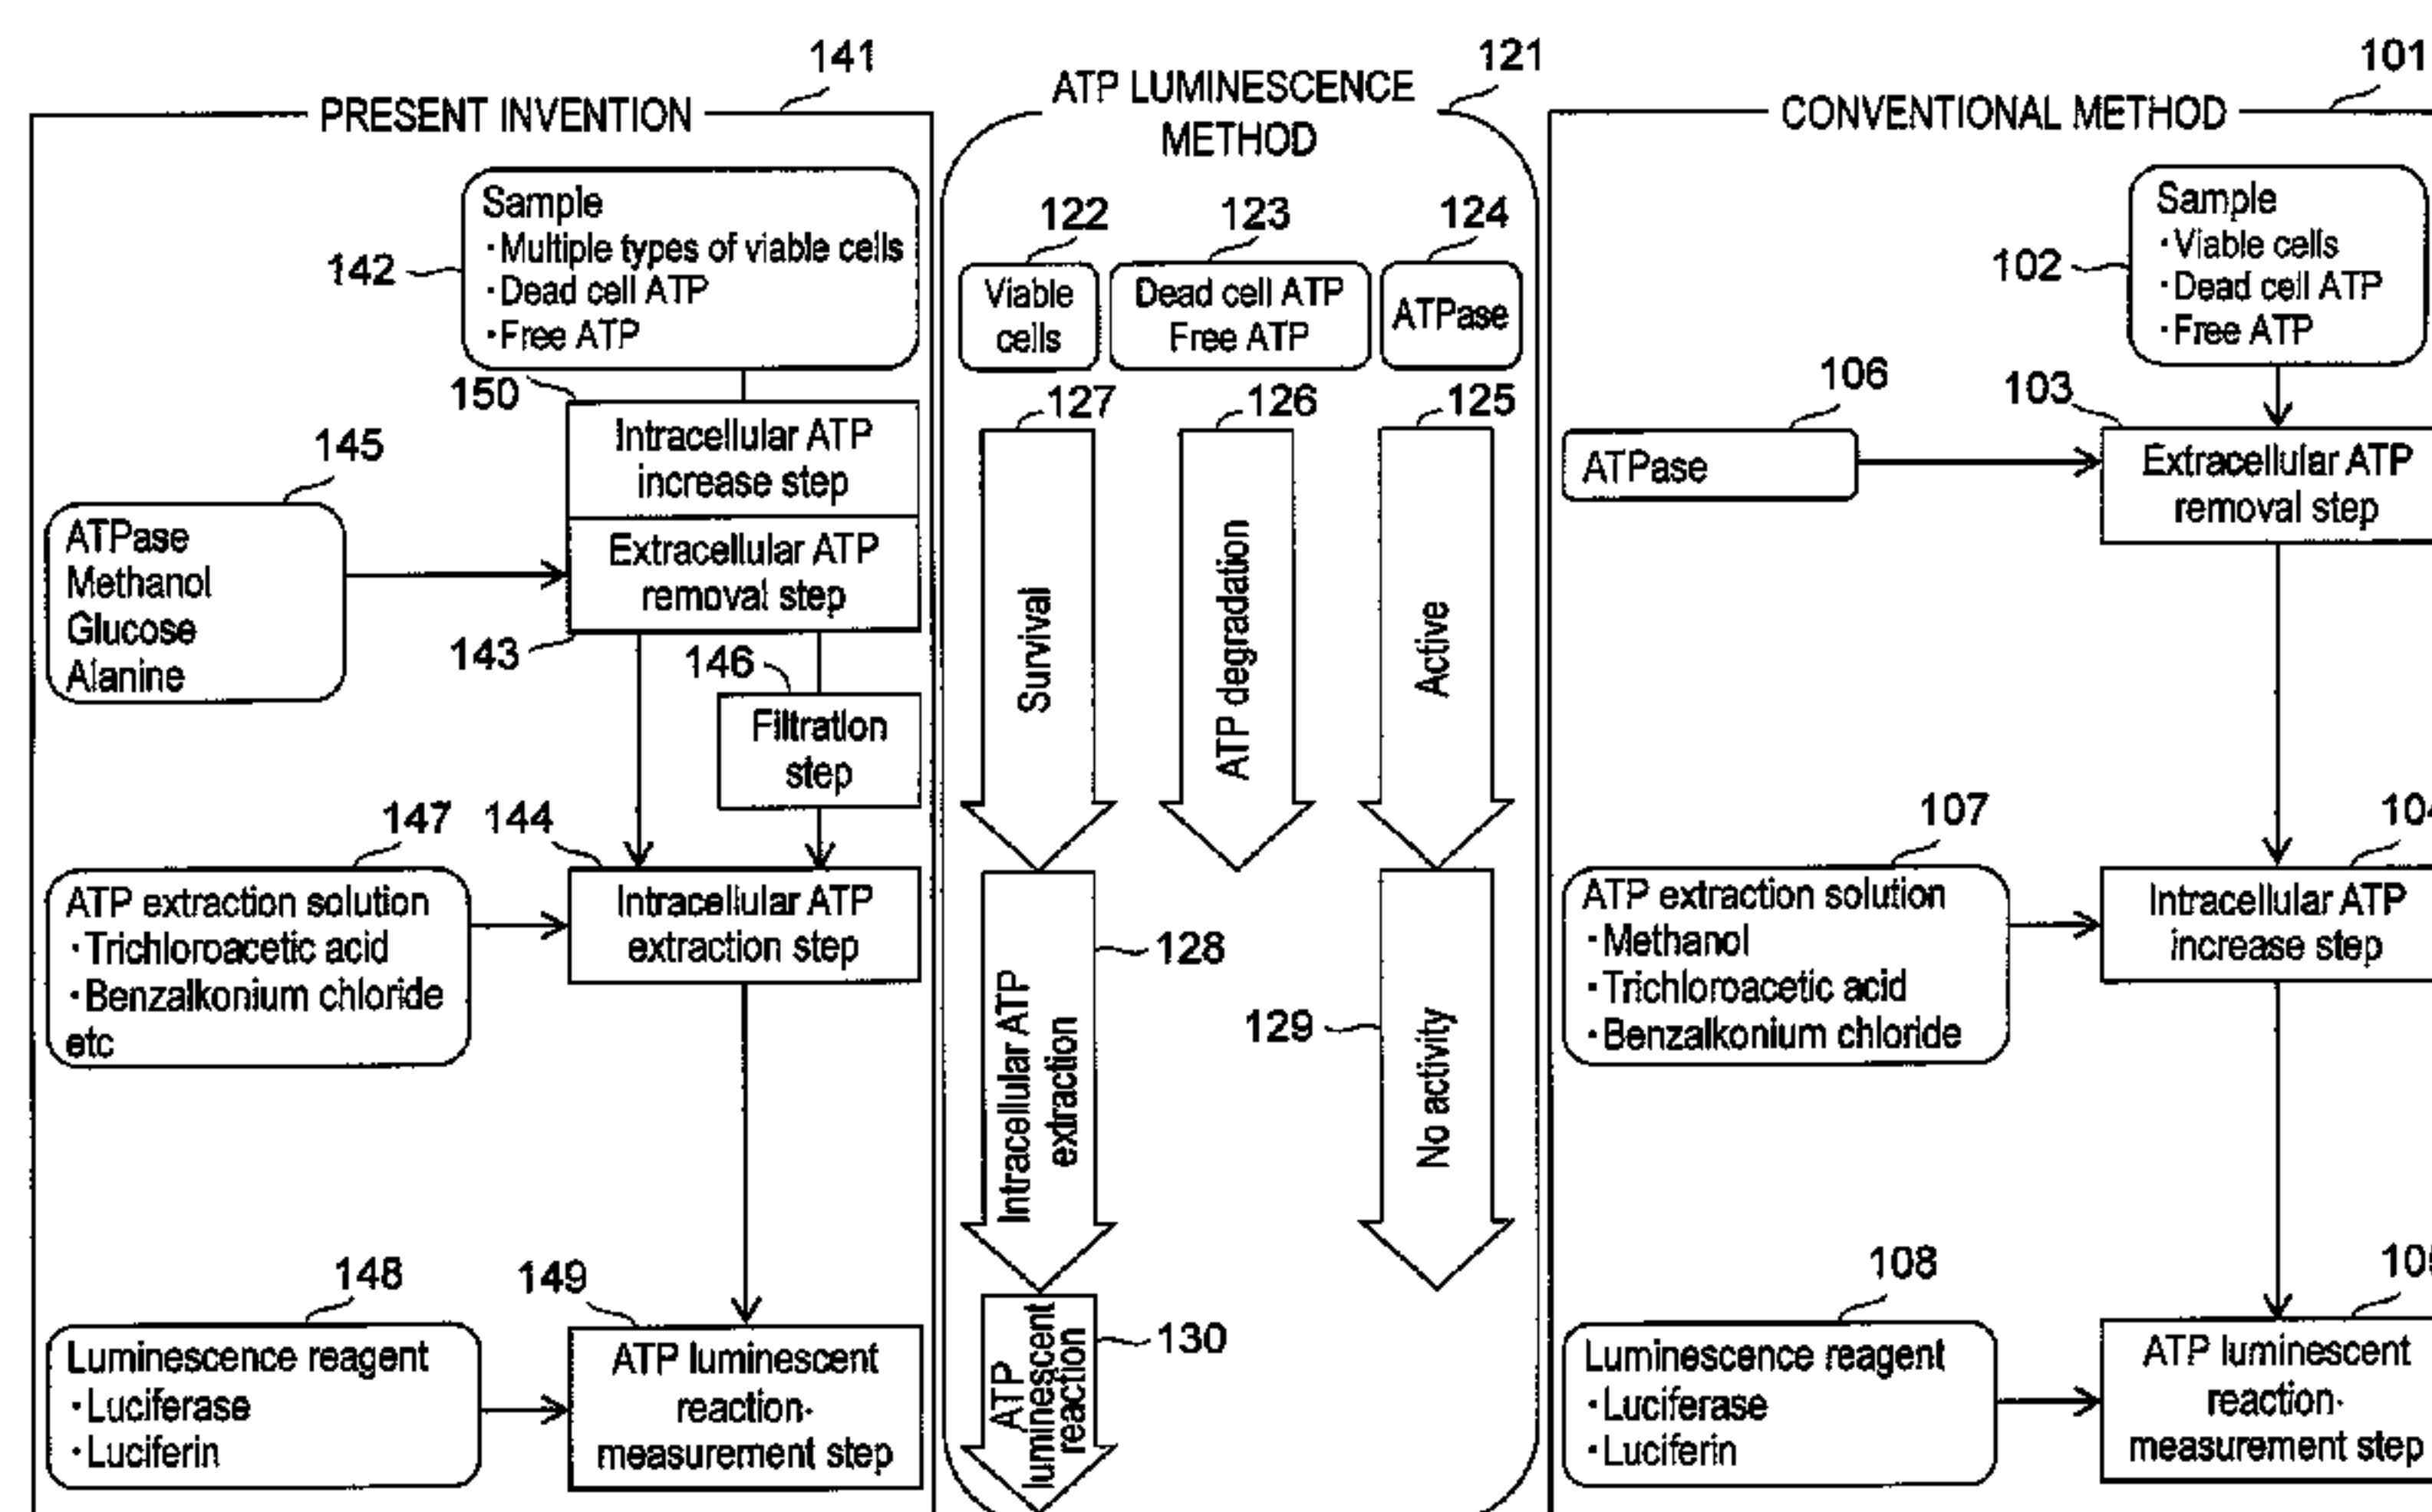 141
PRESENT INVENTION
142
Sample
・Multiple types of viable cells
・Dead cell ATP
・Free ATP
150
Intracellular ATP
increase step
145
ATPase
Methanol
Glucose
Alanine
Extracellular ATP
removal step
143
146
Filtration
step
147
144
ATP extraction solution
・Trichloroacetic acid
・Benzalkonium chloride
etc
Intracellular ATP
extraction step
148
149
Luminescence reagent
・Luciferase
・Luciferin
ATP luminescent
reaction-
measurement step
ATP LUMINESCENCE
METHOD
121
122
123
124
Viable
cells
Dead cell ATP
Free ATP
ATPase
127
126
125
Survival
ATP degradation
Active
128
Intracellular ATP
extraction
129
No activity
130
ATP
luminescent
reaction
101
CONVENTIONAL METHOD
102
Sample
・Viable cells
・Dead cell ATP
・Free ATP
106
103
ATPase
Extracellular ATP
removal step
107
ATP extraction solution
・Methanol
・Trichloroacetic acid
・Benzalkonium chloride
Intracellular ATP
increase step
108
Luminescence reagent
・Luciferase
・Luciferin
ATP luminescent
reaction-
measurement step